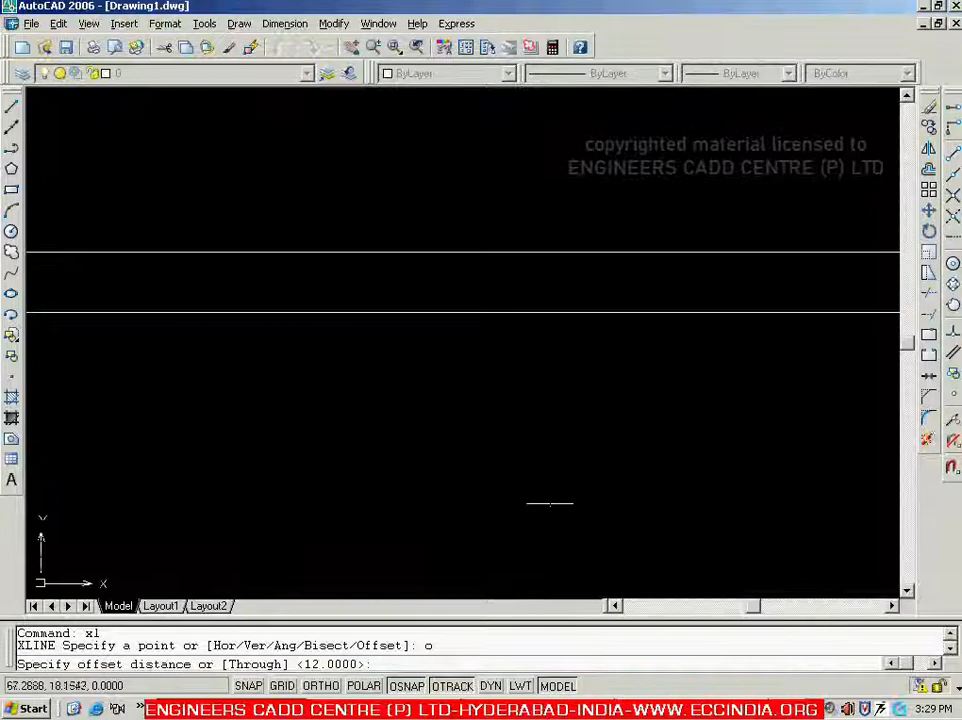 AutoCAD 2006 - [Drawing1.dwg]
File Edit View Insert Format Tools Draw Dimension Modify Window Help Express
0 ByLayer ByLayer ByLayer ByColor
copyrighted material licensed to
ENGINEERS CADD CENTRE (P) LTD
Y
X
Model Layout1 Layout2
Command: xl
XLINE Specify a point or [Hor/Ver/Ang/Bisect/Offset]: o
Specify offset distance or [Through] <12.0000>:
SNAP GRID ORTHO POLAR OSNAP OTRACK DYN LWT MODEL
Start » ENGINEERS CADD CENTRE (P) LTD-HYDERABAD-INDIA-WWW. ECCINDIA.ORG 3:29 PM